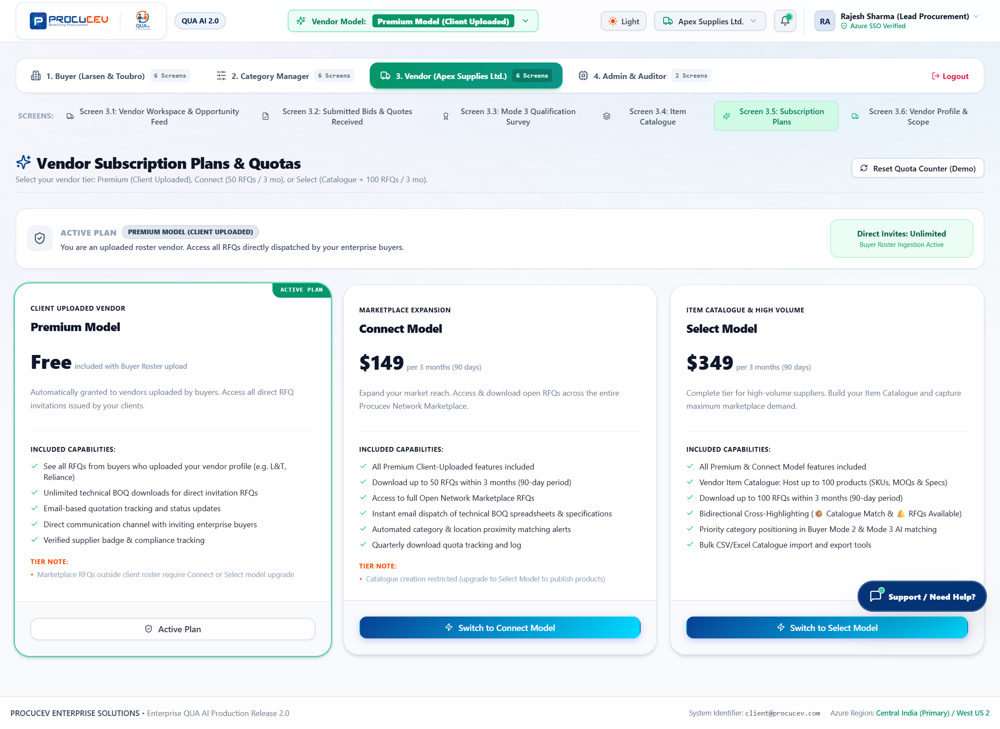 PROCUCEV
Redefining Procurement
QUA AI
QUA AI 2.0
Vendor Model: Premium Model (Client Uploaded)
Light
Apex Supplies Ltd.
RA
Rajesh Sharma (Lead Procurement)
Azure SSO Verified
1. Buyer (Larsen & Toubro) 6 Screens
2. Category Manager 6 Screens
3. Vendor (Apex Supplies Ltd.) 6 Screens
4. Admin & Auditor 2 Screens
Logout
SCREENS:
Screen 3.1: Vendor Workspace & Opportunity
Feed
Screen 3.2: Submitted Bids & Quotes
Received
Screen 3.3: Mode 3 Qualification
Survey
Screen 3.4: Item
Catalogue
Screen 3.5: Subscription
Plans
Screen 3.6: Vendor Profile &
Scope
Vendor Subscription Plans & Quotas
Select your vendor tier: Premium (Client Uploaded), Connect (50 RFQs / 3 mo), or Select (Catalogue + 100 RFQs / 3 mo).
Reset Quota Counter (Demo)
ACTIVE PLAN PREMIUM MODEL (CLIENT UPLOADED)
You are an uploaded roster vendor. Access all RFQs directly dispatched by your enterprise buyers.
Direct Invites: Unlimited
Buyer Roster Ingestion Active
ACTIVE PLAN
CLIENT UPLOADED VENDOR
Premium Model
Free included with Buyer Roster upload
Automatically granted to vendors uploaded by buyers. Access all direct RFQ
invitations issued by your clients.
INCLUDED CAPABILITIES:
See all RFQs from buyers who uploaded your vendor profile (e.g. L&T,
Reliance)
Unlimited technical BOQ downloads for direct invitation RFQs
Email-based quotation tracking and status updates
Direct communication channel with inviting enterprise buyers
Verified supplier badge & compliance tracking
TIER NOTE:
• Marketplace RFQs outside client roster require Connect or Select model upgrade
Active Plan
MARKETPLACE EXPANSION
Connect Model
$149 per 3 months (90 days)
Expand your market reach. Access & download open RFQs across the entire
Procucev Network Marketplace.
INCLUDED CAPABILITIES:
All Premium Client-Uploaded features included
Download up to 50 RFQs within 3 months (90-day period)
Access to full Open Network Marketplace RFQs
Instant email dispatch of technical BOQ spreadsheets & specifications
Automated category & location proximity matching alerts
Quarterly download quota tracking and log
TIER NOTE:
• Catalogue creation restricted (upgrade to Select Model to publish products)
Switch to Connect Model
ITEM CATALOGUE & HIGH VOLUME
Select Model
$349 per 3 months (90 days)
Complete tier for high-volume suppliers. Build your Item Catalogue and capture
maximum marketplace demand.
INCLUDED CAPABILITIES:
All Premium & Connect Model features included
Vendor Item Catalogue: Host up to 100 products (SKUs, MOQs & Specs)
Download up to 100 RFQs within 3 months (90-day period)
Bidirectional Cross-Highlighting (📦 Catalogue Match & 🔔 RFQs Available)
Priority category positioning in Buyer Mode 2 & Mode 3 AI matching
Bulk CSV/Excel Catalogue import and export tools
Support / Need Help?
Switch to Select Model
PROCUCEV ENTERPRISE SOLUTIONS • Enterprise QUA AI Production Release 2.0
System Identifier: client@procucev.com
Azure Region: Central India (Primary) / West US 2